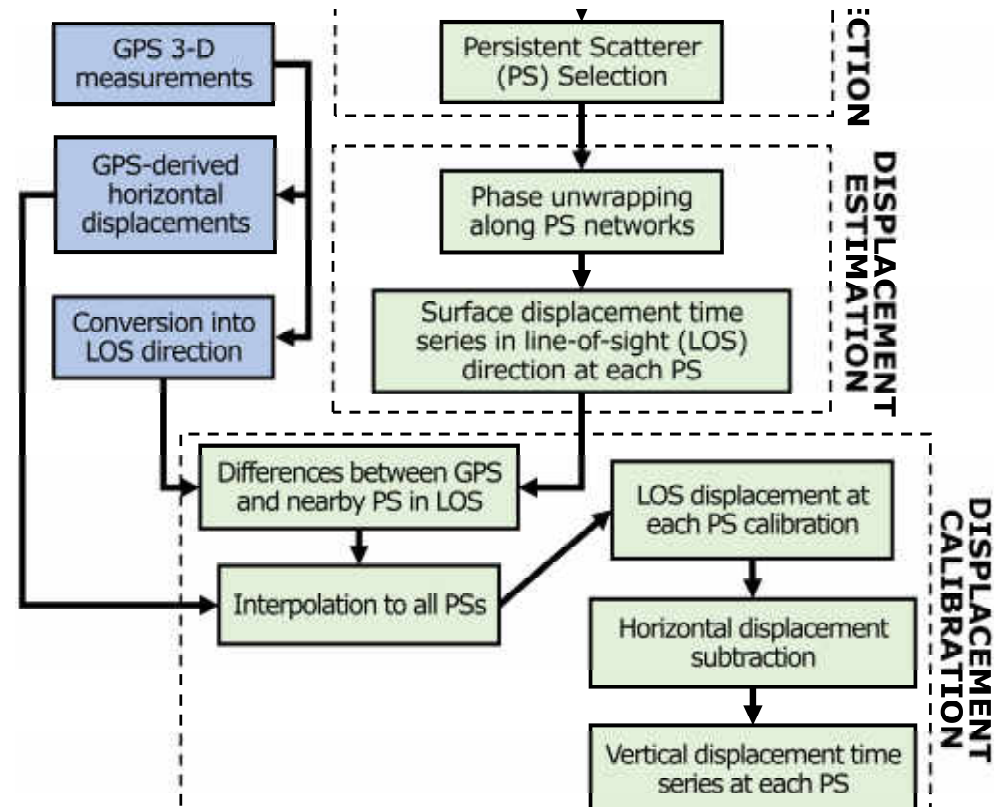 GPS 3-D
measurements
GPS-derived
horizontal
displacements
Conversion into
LOS direction
Persistent Scatterer
(PS) Selection
CTION
Phase unwrapping
along PS networks
Surface displacement time
series in line-of-sight (LOS)
direction at each PS
DISPLACEMENT
ESTIMATION
Differences between GPS
and nearby PS in LOS
Interpolation to all PSs
LOS displacement at
each PS calibration
Horizontal displacement
subtraction
Vertical displacement time
series at each PS
DISPLACEMENT
CALIBRATION